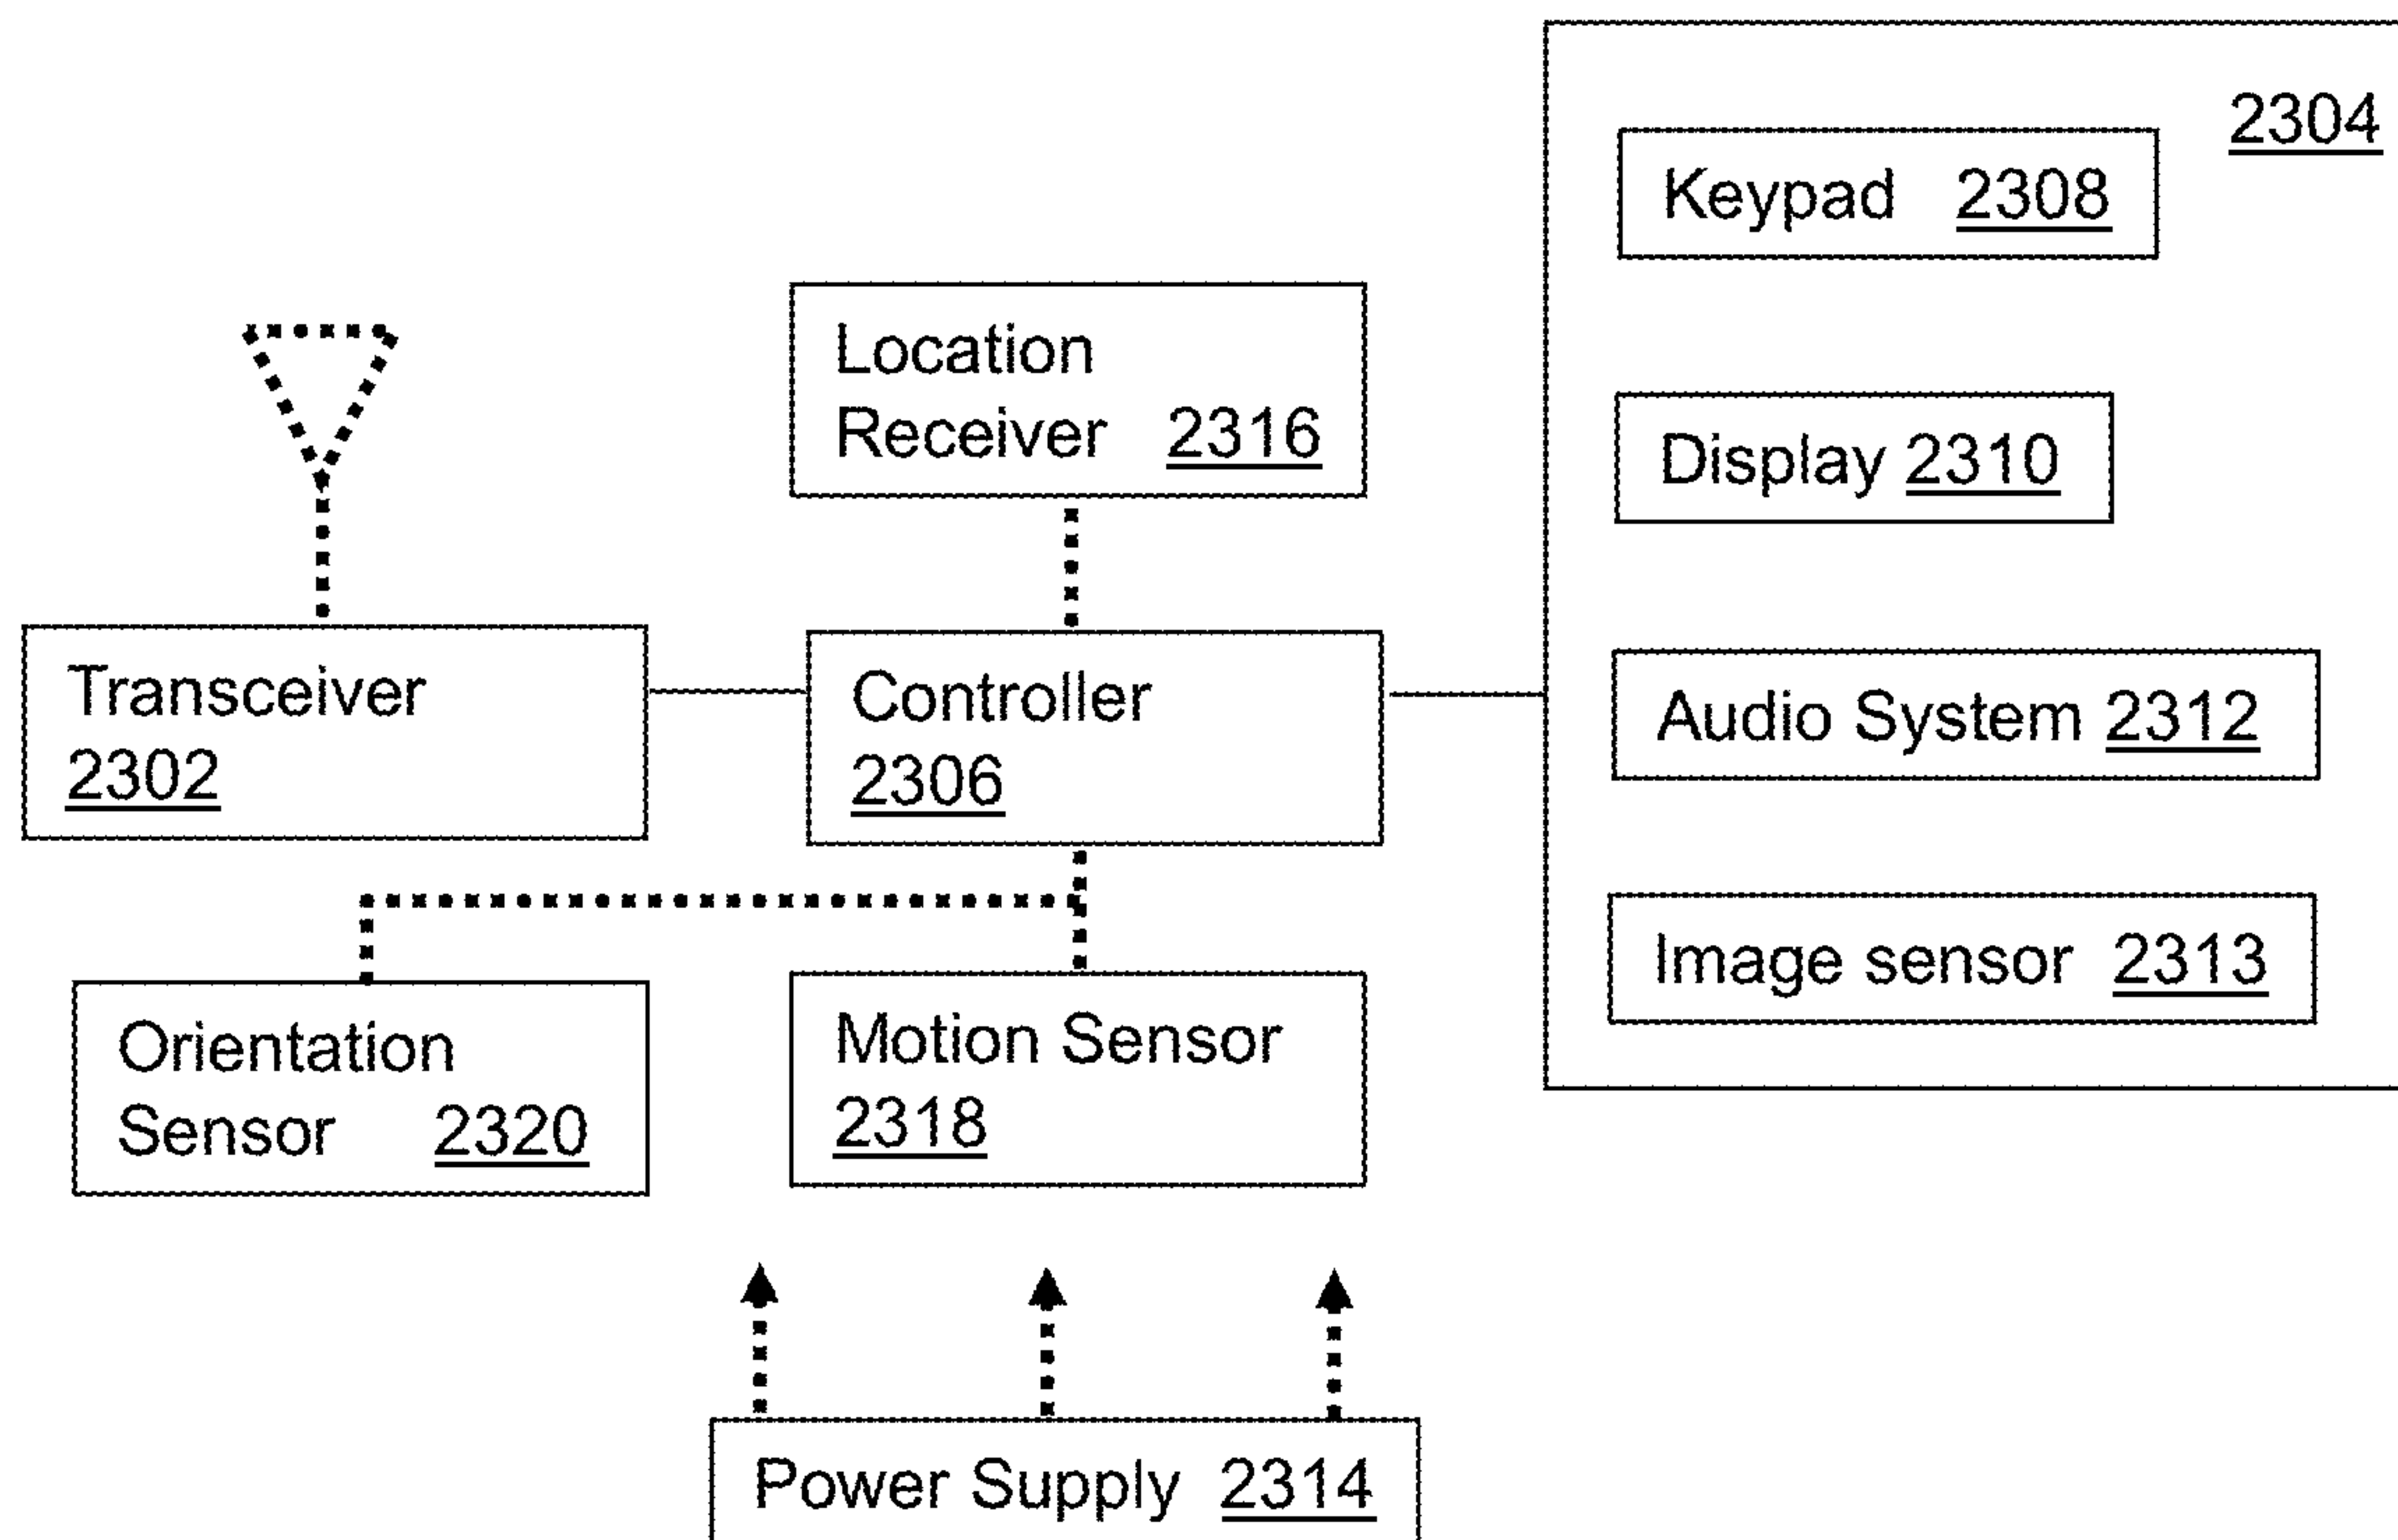 2304
Keypad 2308
Location
Receiver 2316
Display 2310
Transceiver
2302
Controller
2306
Audio System 2312
Image sensor 2313
Orientation
Sensor 2320
Motion Sensor
2318
Power Supply 2314